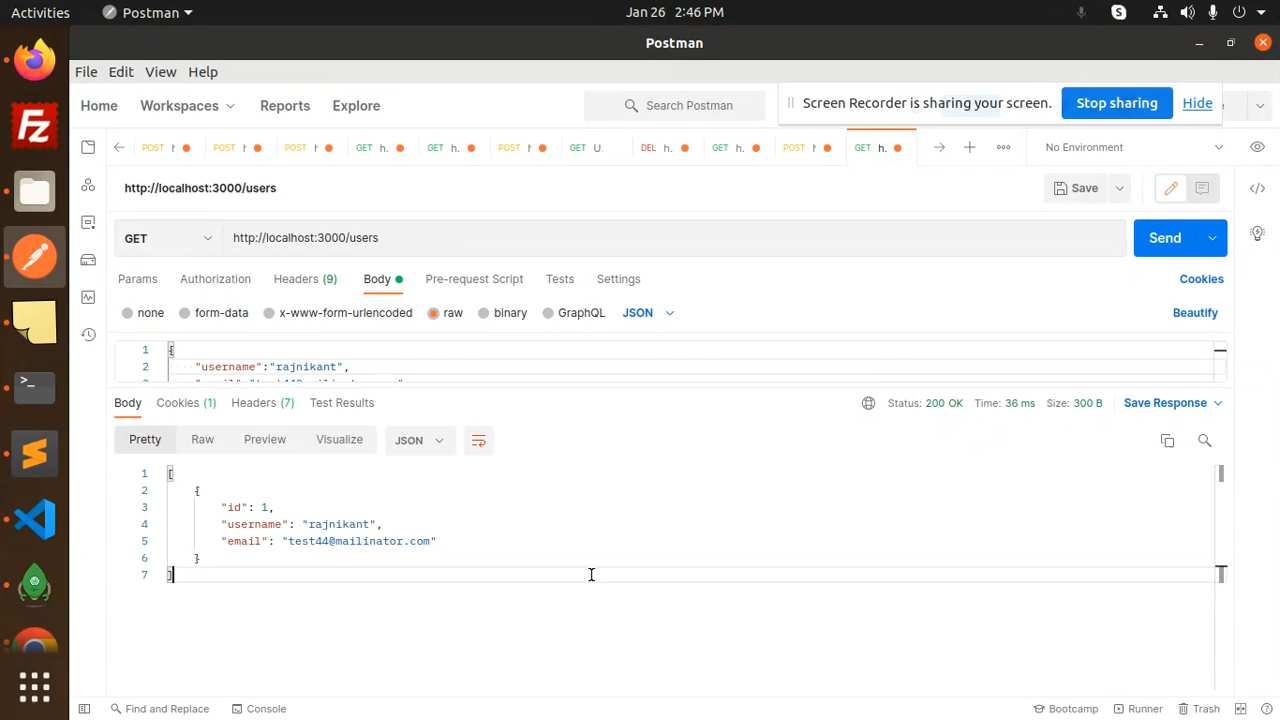 Activities Postman Jan 26 2:46 PM
Postman
File Edit View Help
Home Workspaces Reports Explore Search Postman
Screen Recorder is sharing your screen. Stop sharing Hide
POST h POST h POST h GET h. GET h. POST h GET U. DEL h. GET h. POST h GET h. No Environment
http://localhost:3000/users Save
GET http://localhost:3000/users Send
Params Authorization Headers (9) Body Pre-request Script Tests Settings Cookies
none form-data x-www-form-urlencoded raw binary GraphQL JSON Beautify
1 {
2 "username":"rajnikant",
Body Cookies (1) Headers (7) Test Results Status: 200 OK Time: 36 ms Size: 300 B Save Response
Pretty Raw Preview Visualize JSON
1 [
2 {
3 "id": 1,
4 "username": "rajnikant",
5 "email": "test44@mailinator.com"
6 }
7 ]
Find and Replace Console Bootcamp Runner Trash